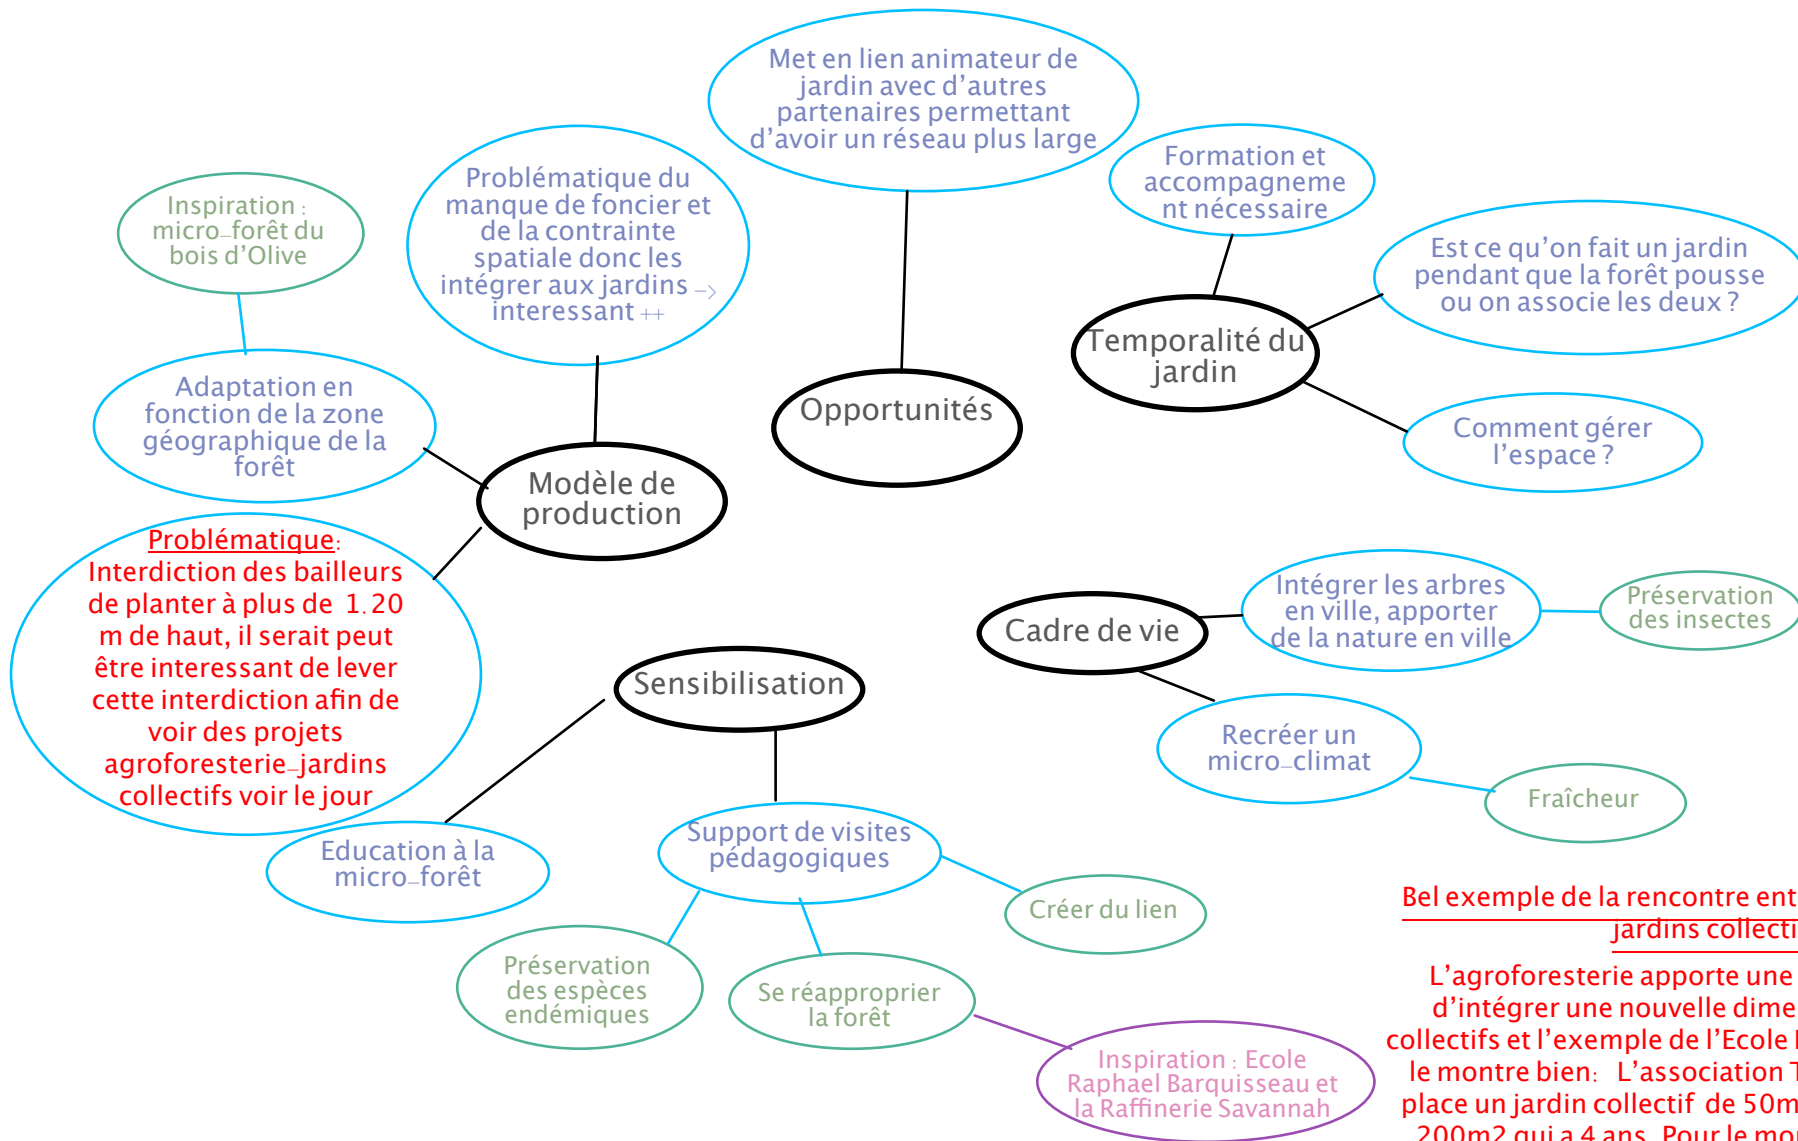 Met en lien animateur de
jardin avec d'autres
partenaires permettant
d'avoir un réseau plus large
Formation et
accompagneme
nt nécessaire
Problématique du
manque de foncier et
de la contrainte
spatiale donc les
intégrer aux jardins ->
interessant ++
Inspiration :
micro-forêt du
bois d'Olive
Est ce qu'on fait un jardin
pendant que la forêt pousse
ou on associe les deux ?
Temporalité du
jardin
Adaptation en
fonction de la zone
géographique de la
forêt
Opportunités
Comment gérer
l'espace ?
Modèle de
production
Problématique:
Interdiction des bailleurs
de planter à plus de 1.20
m de haut, il serait peut
être interessant de lever
cette interdiction afin de
voir des projets
agroforesterie-jardins
collectifs voir le jour
Intégrer les arbres
en ville, apporter
de la nature en ville
Préservation
des insectes
Cadre de vie
Sensibilisation
Recréer un
micro-climat
Fraîcheur
Education à la
micro-forêt
Support de visites
pédagogiques
Créer du lien
Préservation
des espèces
endémiques
Se réapproprier
la forêt
Inspiration : Ecole
Raphael Barquisseau et
la Raffinerie Savannah
Bel exemple de la rencontre ent
jardins collecti
L'agroforesterie apporte une
d'intégrer une nouvelle dime
collectifs et l'exemple de l'Ecole
le montre bien: L'association T
place un jardin collectif de 50m
200m2 qui a 4 ans. Pour le mo